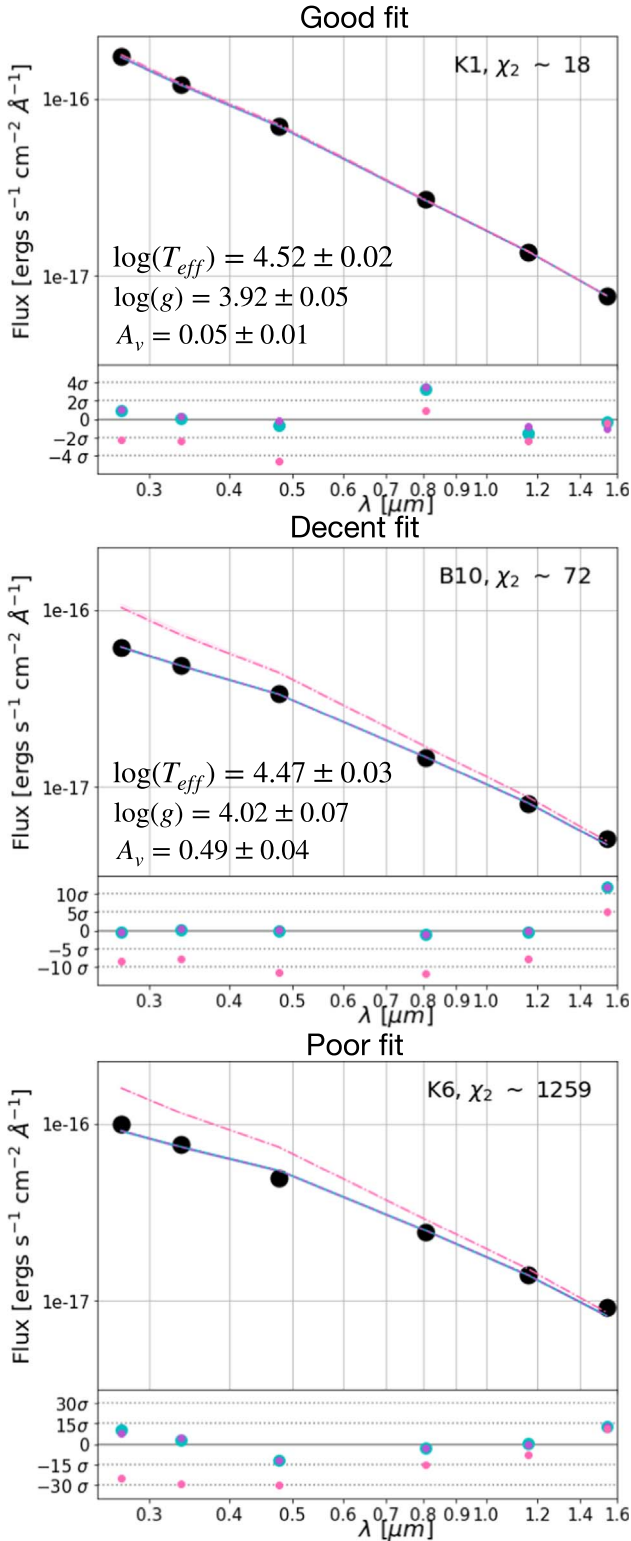 Good fit
K1, χ₂ ~ 18
Flux [ergs s⁻¹ cm⁻² Å⁻¹]
1e-16
1e-17
log(T_eff) = 4.52 ± 0.02
log(g) = 3.92 ± 0.05
A_v = 0.05 ± 0.01
4σ
2σ
0
−2σ
−4 σ
0.3 0.4 0.5 0.6 0.7 0.8 0.9 1.0 1.2 1.4 1.6
λ [μm]
Decent fit
B10, χ₂ ~ 72
Flux [ergs s⁻¹ cm⁻² Å⁻¹]
1e-16
1e-17
log(T_eff) = 4.47 ± 0.03
log(g) = 4.02 ± 0.07
A_v = 0.49 ± 0.04
10σ
5σ
0
−5 σ
−10 σ
0.3 0.4 0.5 0.6 0.7 0.8 0.9 1.0 1.2 1.4 1.6
λ [μm]
Poor fit
K6, χ₂ ~ 1259
Flux [ergs s⁻¹ cm⁻² Å⁻¹]
1e-16
1e-17
30σ
15σ
0
−15 σ
−30 σ
0.3 0.4 0.5 0.6 0.7 0.8 0.9 1.0 1.2 1.4 1.6
λ [μm]